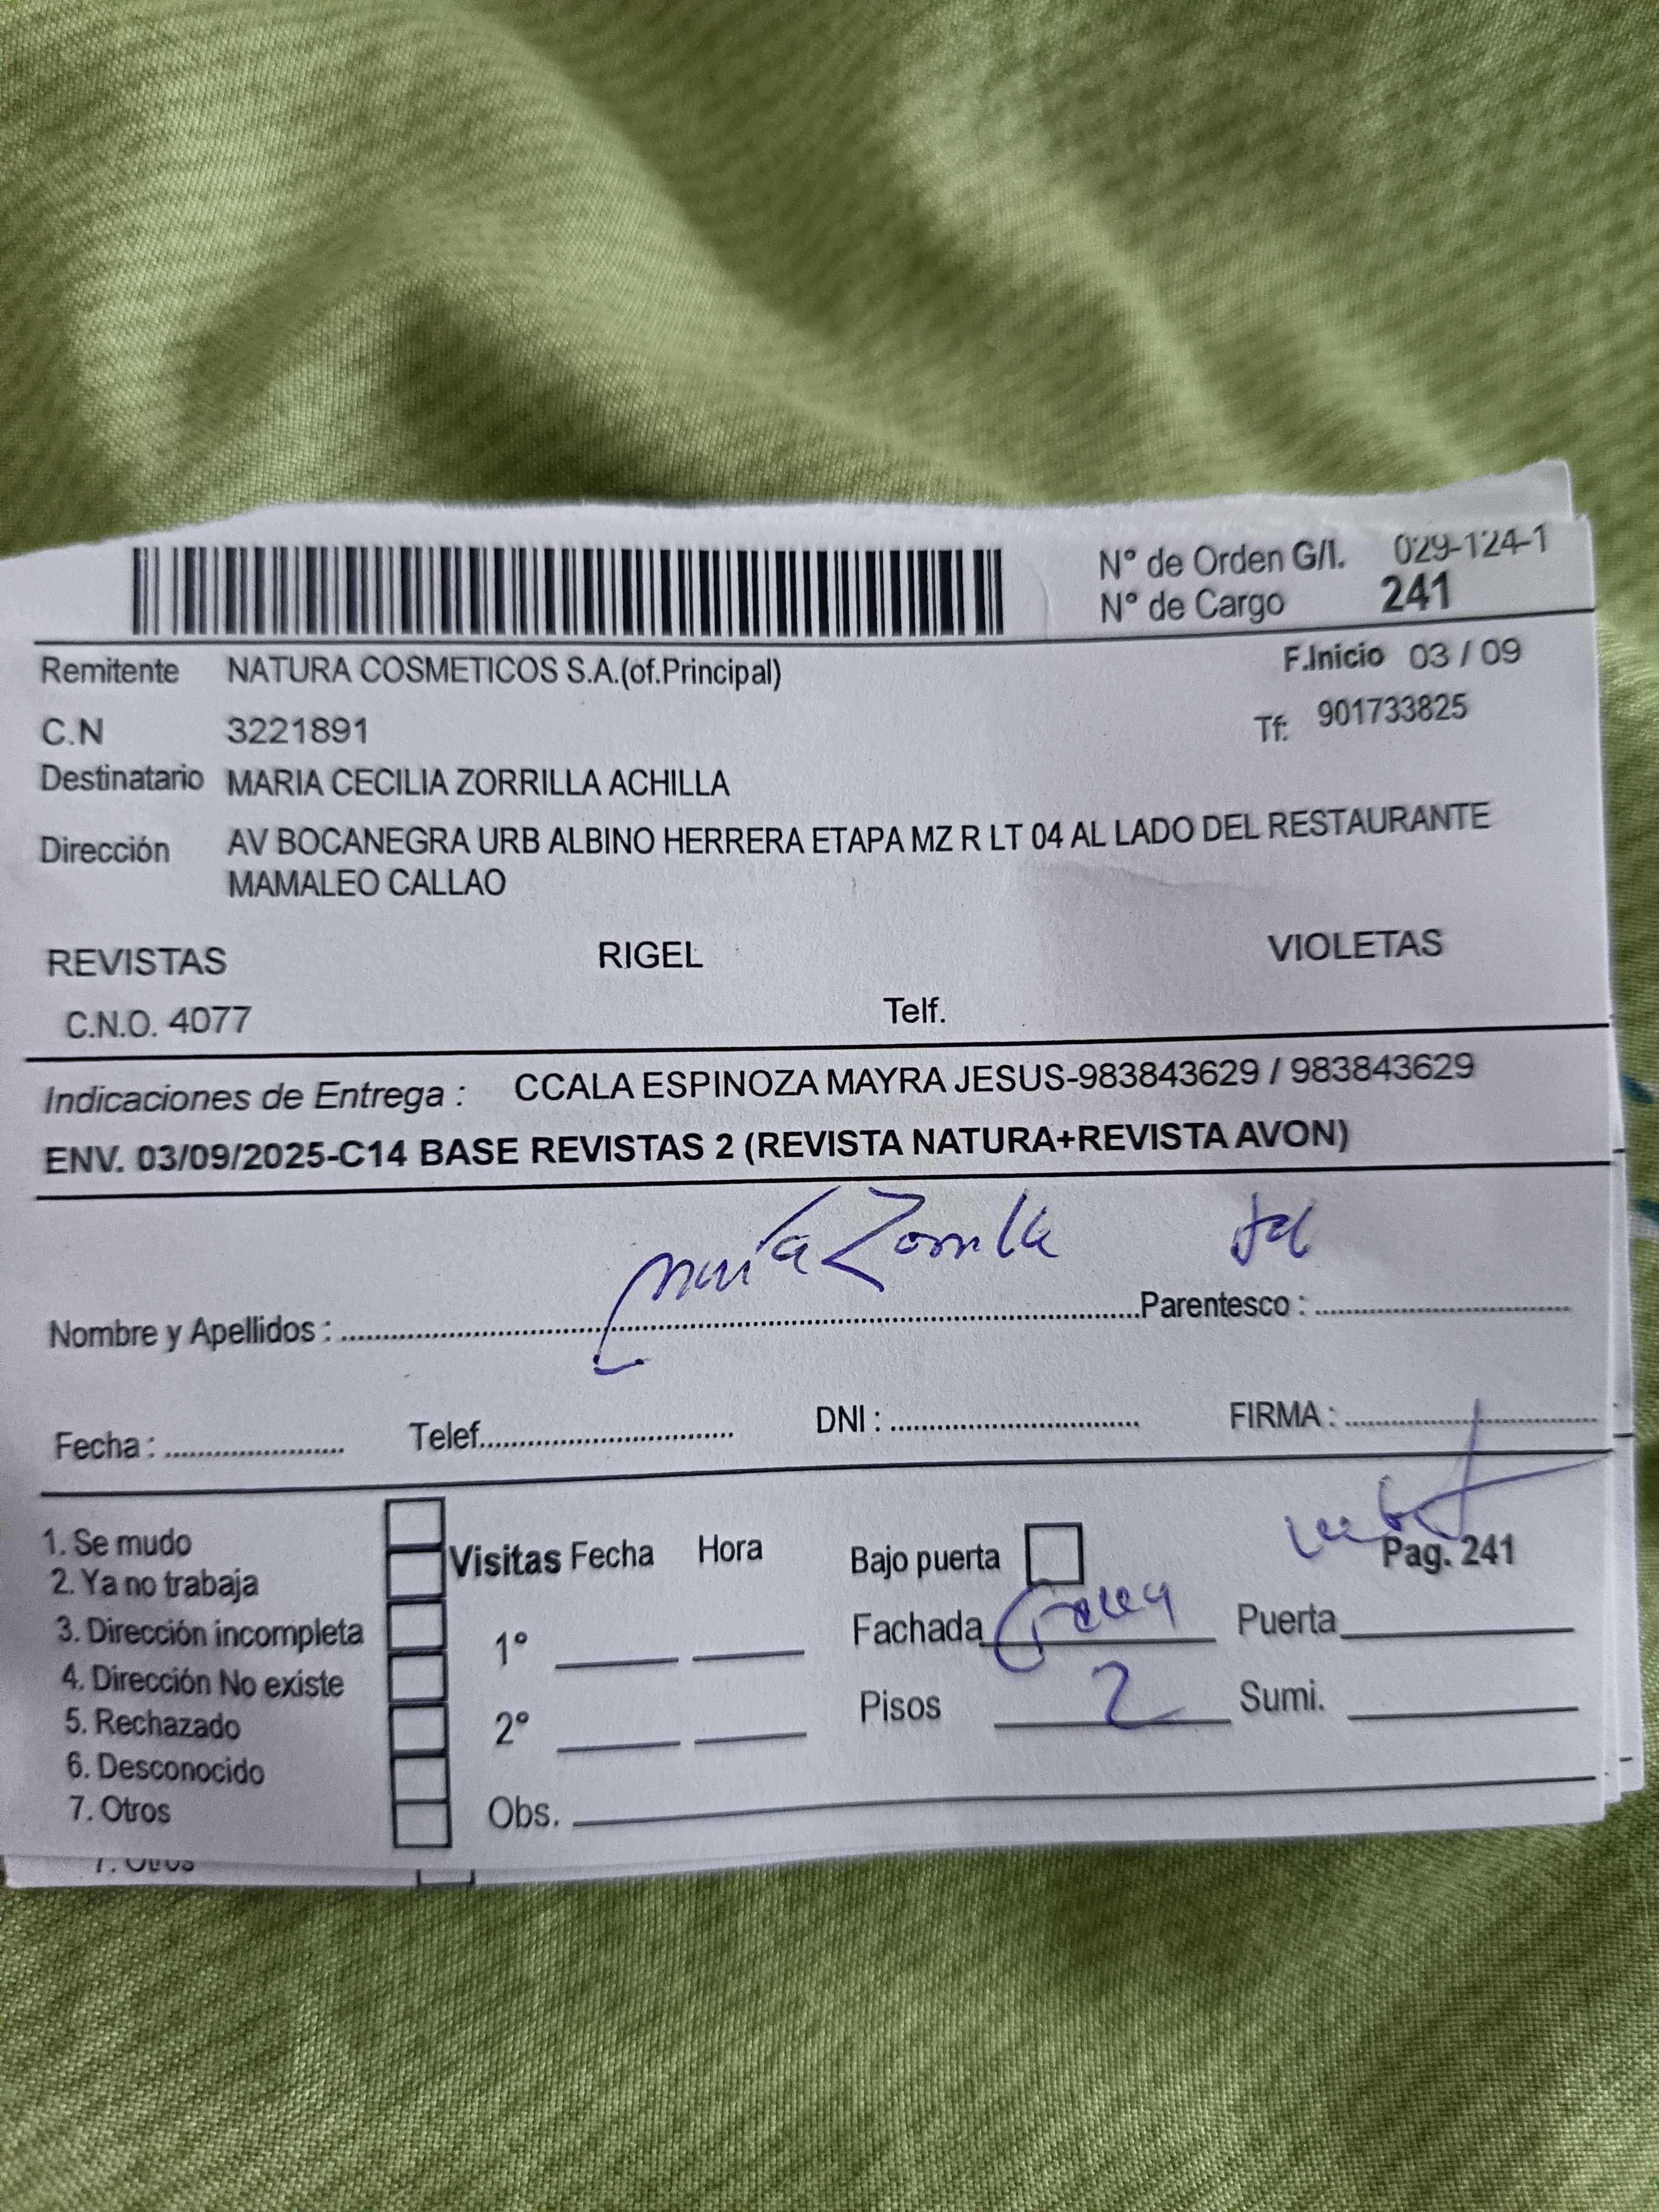 N° de Orden G/I. 029-124-1
N° de Cargo 241
Remitente NATURA COSMETICOS S.A.(of.Principal) F.Inicio 03 / 09
C.N 3221891 Tf: 901733825
Destinatario MARIA CECILIA ZORRILLA ACHILLA
Dirección AV BOCANEGRA URB ALBINO HERRERA ETAPA MZ R LT 04 AL LADO DEL RESTAURANTE
MAMALEO CALLAO
REVISTAS RIGEL VIOLETAS
C.N.O. 4077 Telf.
Indicaciones de Entrega : CCALA ESPINOZA MAYRA JESUS-983843629 / 983843629
ENV. 03/09/2025-C14 BASE REVISTAS 2 (REVISTA NATURA+REVISTA AVON)
Maria Zorrilla
Nombre y Apellidos : Parentesco :
Fecha : Telef. DNI : FIRMA :
1. Se mudo
2. Ya no trabaja
3. Dirección incompleta
4. Dirección No existe
5. Rechazado
6. Desconocido
7. Otros
Visitas Fecha Hora
1°
2°
Obs.
Bajo puerta Pag. 241
Fachada Puerta
Pisos 2 Sumi.
7. Otros